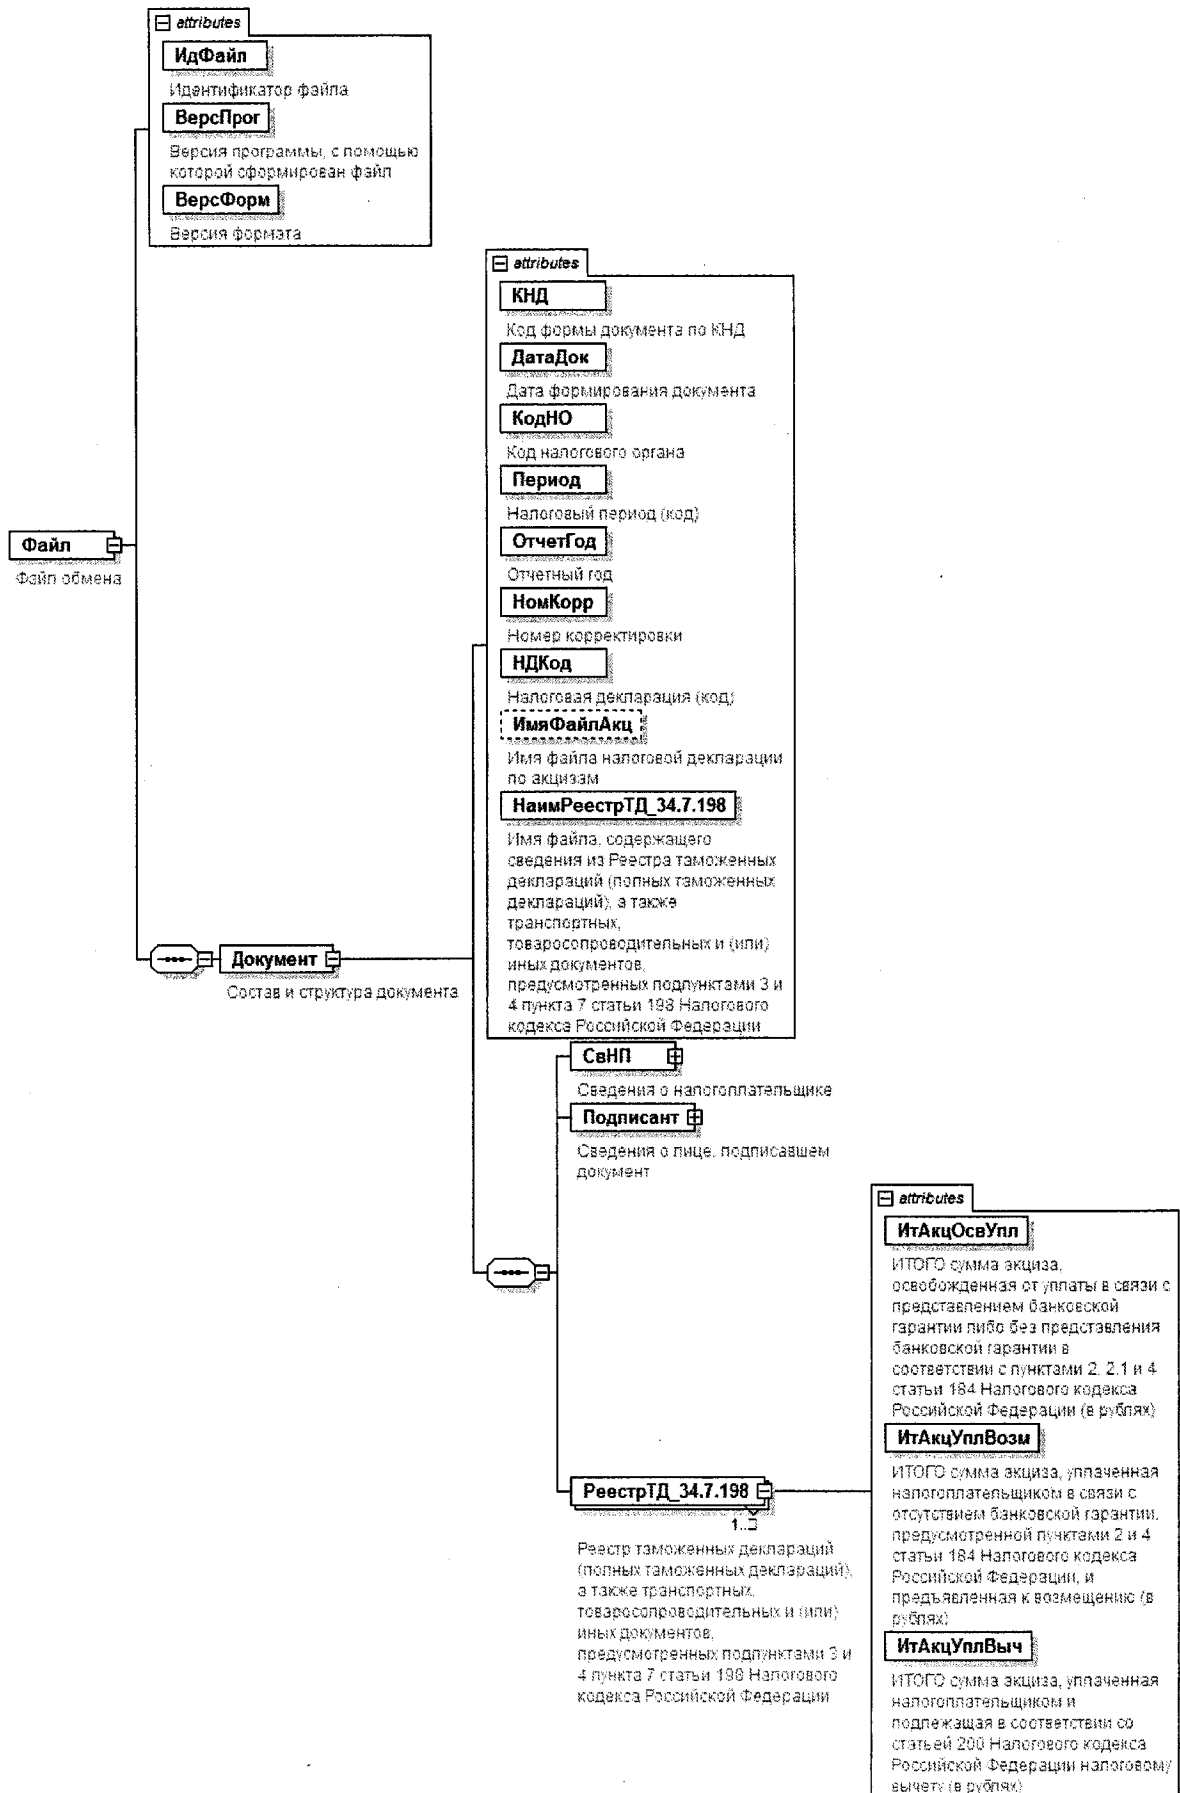 attributes
ИдФайл
Идентификатор файла
ВерсПрог
Версия программы, с помощью
которой сформирован файл
ВерсФорм
Версия формата
attributes
КНД
Код формы документа по КНД
ДатаДок
Дата формирования документа
КодНО
Код налогового органа
Период
Налоговый период (код)
ОтчетГод
Отчетный год
НомКорр
Номер корректировки
НДКод
Налоговая декларация (код)
ИмяФайлАкц
Имя файла налоговой декларации
по акцизам
НаимРеестрТД_34.7.198
Имя файла, содержащего
сведения из Реестра таможенных
деклараций (полных таможенных
деклараций), а также
транспортных,
товаросопроводительных и (или)
иных документов,
предусмотренных подпунктами 3 и
4 пункта 7 статьи 198 Налогового
кодекса Российской Федерации
Файл
Файл обмена
Документ
Состав и структура документа
СвНП
Сведения о налогоплательщике
Подписант
Сведения о лице, подписавшем
документ
РеестрТД_34.7.198
Реестр таможенных деклараций
(полных таможенных деклараций),
а также транспортных,
товаросопроводительных и (или)
иных документов,
предусмотренных подпунктами 3 и
4 пункта 7 статьи 198 Налогового
кодекса Российской Федерации
attributes
ИтАкцОсвУпл
ИТОГО сумма акциза,
освобожденная от уплаты в связи с
представлением банковской
гарантии либо без представления
банковской гарантии в
соответствии с пунктами 2, 2.1 и 4
статьи 184 Налогового кодекса
Российской Федерации (в рублях)
ИтАкцУплВозм
ИТОГО сумма акциза, уплаченная
налогоплательщиком в связи с
отсутствием банковской гарантии,
предусмотренной пунктами 2 и 4
статьи 184 Налогового кодекса
Российской Федерации, и
предъявленная к возмещению (в
рублях)
ИтАкцУплВыч
ИТОГО сумма акциза, уплаченная
налогоплательщиком и
подлежащая в соответствии со
статьей 200 Налогового кодекса
Российской Федерации налоговому
вычету (в рублях)